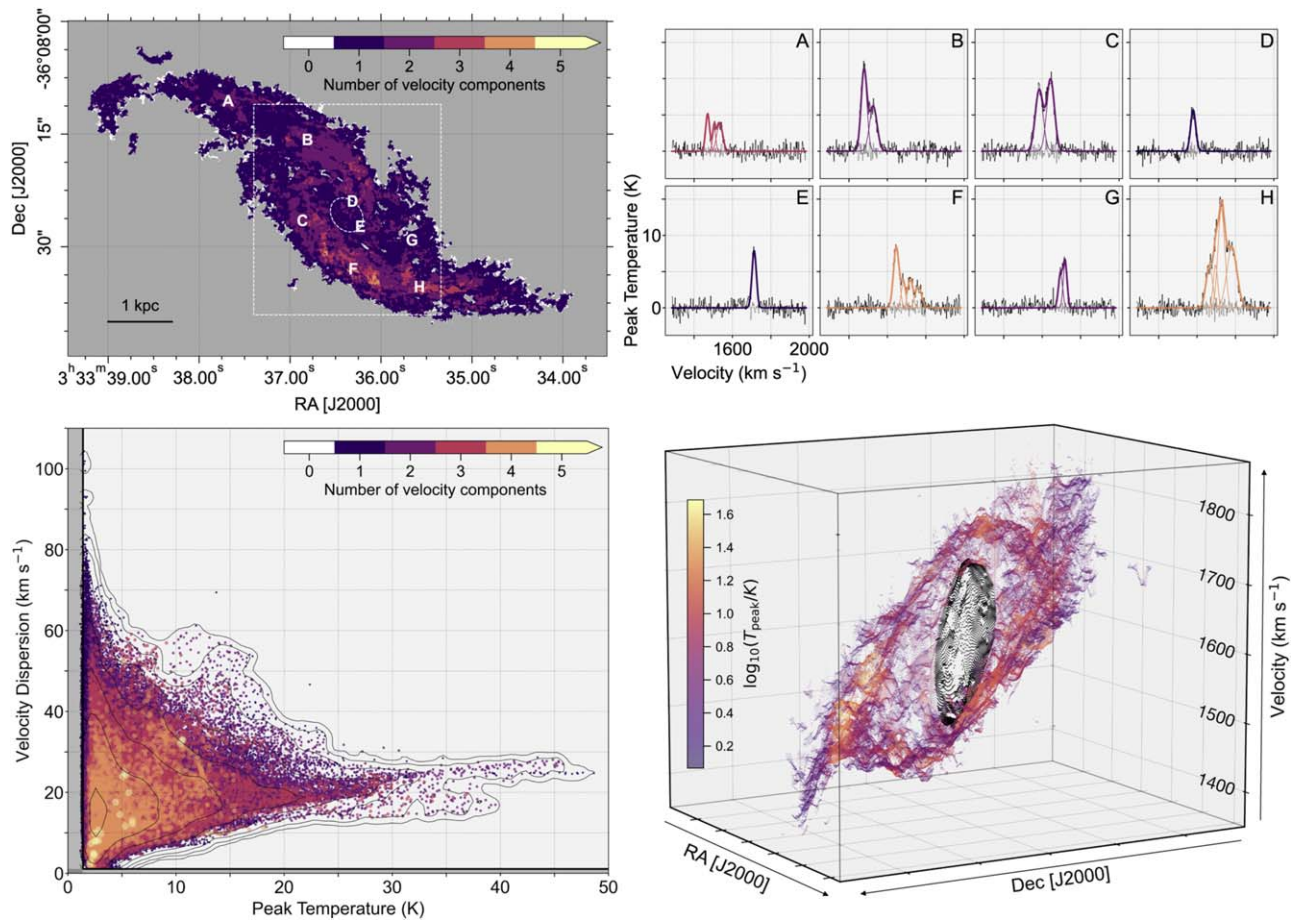 -36°08'00"
15"
30"
Dec [J2000]
0 1 2 3 4 5
Number of velocity components
A
B
C
D
E
F
G
H
1 kpc
3ʰ33ᵐ39.00ˢ 38.00ˢ 37.00ˢ 36.00ˢ 35.00ˢ 34.00ˢ
RA [J2000]
A B C D
E F G H
Peak Temperature (K)
10
0
1600 2000
Velocity (km s⁻¹)
0 1 2 3 4 5
Number of velocity components
100
80
60
40
20
0
Velocity Dispersion (km s⁻¹)
0 10 20 30 40 50
Peak Temperature (K)
1.6
1.4
1.2
1.0
0.8
0.6
0.4
0.2
log₁₀(Tpeak/K)
1800
1700
1600
1500
1400
Velocity (km s⁻¹)
RA [J2000]
Dec [J2000]